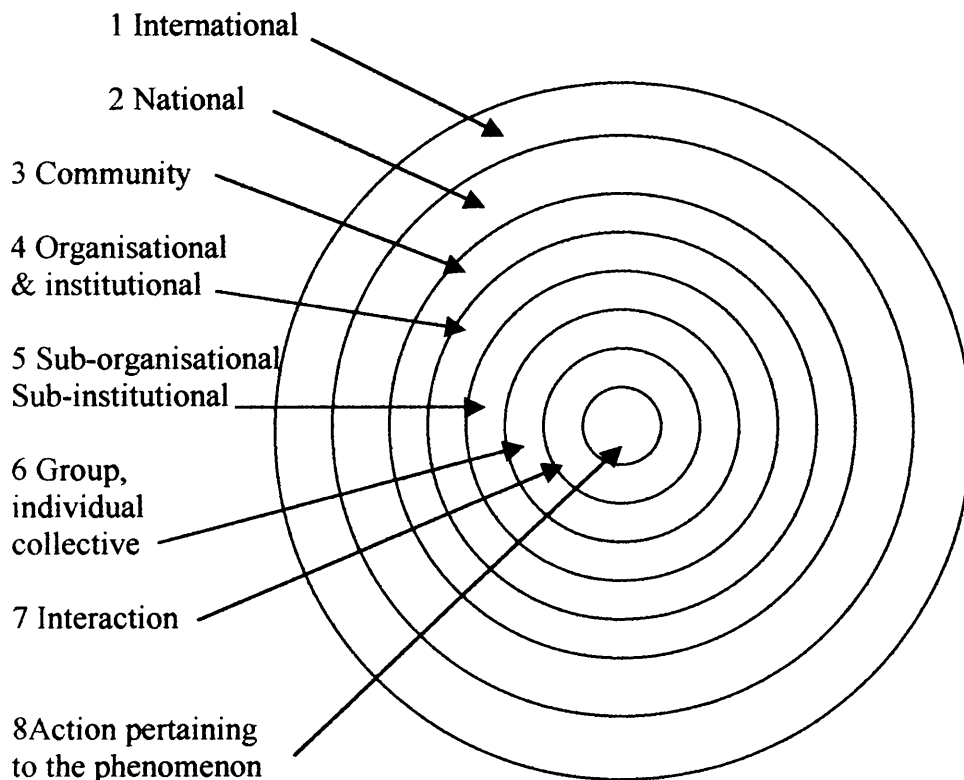 1 International
2 National
3 Community
4 Organisational
& institutional
5 Sub-organisational
Sub-institutional
6 Group,
individual
collective
7 Interaction
8Action pertaining
to the phenomenon